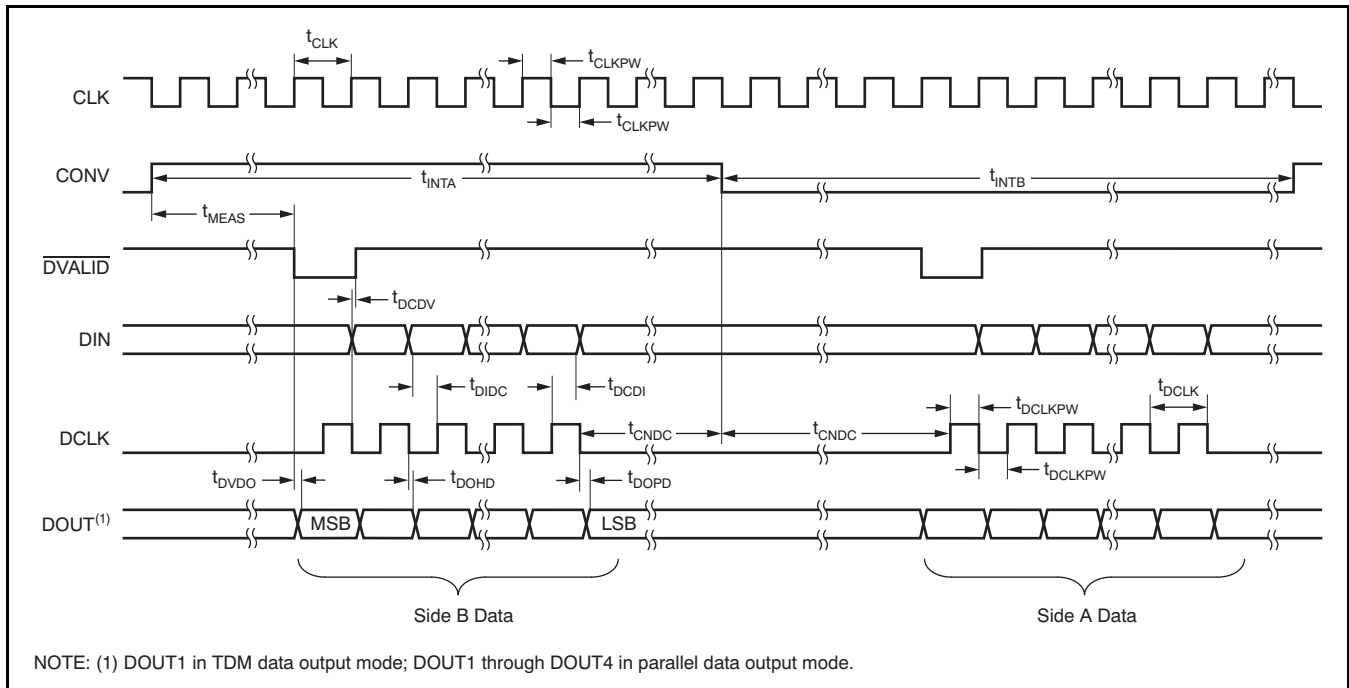 tCLK
tCLKPW
CLK
tCLKPW
CONV
tINTA
tINTB
tMEAS
DVALID
tDCDV
DIN
tDIDC
tDCDI
tDCLKPW
tDCLK
DCLK
tCNDC
tCNDC
tDCLKPW
tDVDO
tDOHD
tDOPD
DOUT(1)
MSB
LSB
Side B Data
Side A Data
NOTE: (1) DOUT1 in TDM data output mode; DOUT1 through DOUT4 in parallel data output mode.